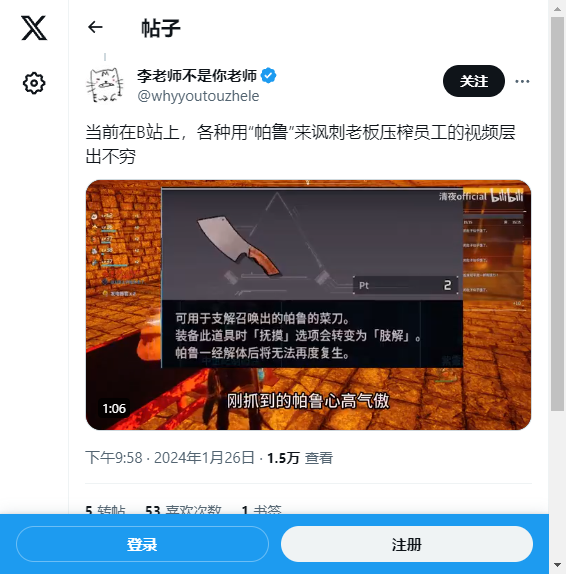 帖子
李老师不是你老师
@whyyoutouzhele
关注
当前在B站上，各种用“帕鲁”来讽刺老板压榨员工的视频层
出不穷
清夜official bilibili
Pt 2
可用于支解召唤出的帕鲁的菜刀。
装备此道具时「抚摸」选项会转变为「肢解」。
帕鲁一经解体后将无法再度复生。
刚抓到的帕鲁心高气傲
1:06
下午9:58 · 2024年1月26日 · 1.5万 查看
5 转帖 53 喜欢次数 1 书签
登录
注册